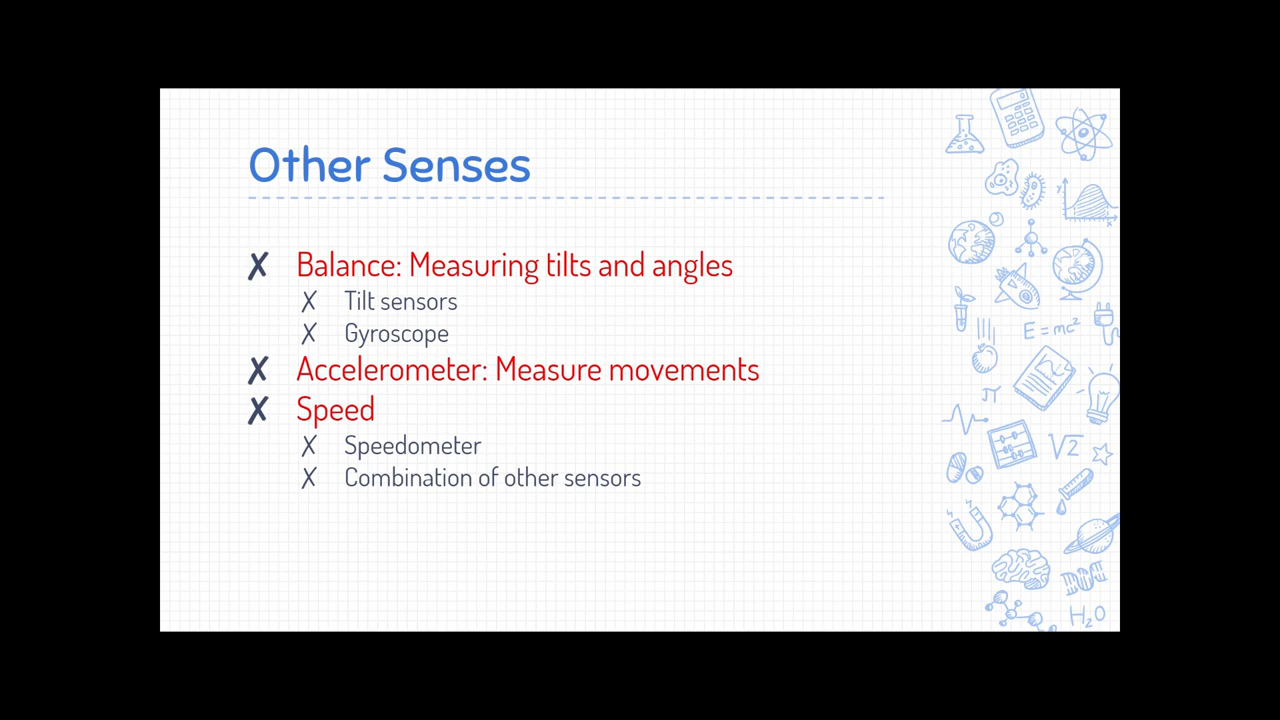 Other Senses
✗ Balance: Measuring tilts and angles
✗ Tilt sensors
✗ Gyroscope
✗ Accelerometer: Measure movements
✗ Speed
✗ Speedometer
✗ Combination of other sensors
y
x
E=mc²
π
√2
H₂O